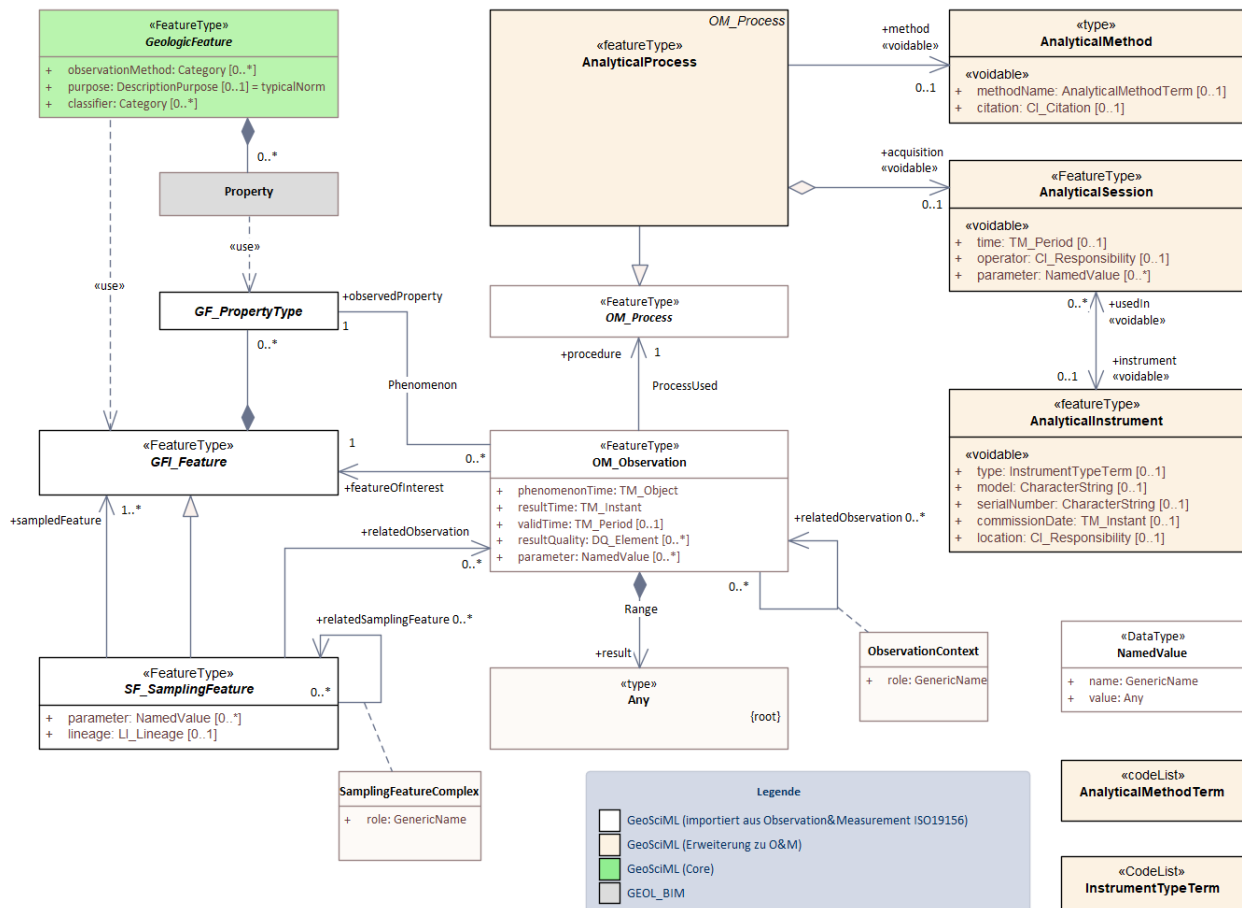 «FeatureType»
GeologicFeature
+ observationMethod: Category [0..*]
+ purpose: DescriptionPurpose [0..1] = typicalNorm
+ classifier: Category [0..*]
0..*
Property
«use»
«use»
GF_PropertyType
+observedProperty
1
0..*
Phenomenon
«FeatureType»
GFI_Feature
1
0..*
+featureOfInterest
+sampledFeature
1..*
+relatedObservation
0..*
+relatedSamplingFeature 0..*
0..*
«FeatureType»
SF_SamplingFeature
+ parameter: NamedValue [0..*]
+ lineage: LI_Lineage [0..1]
SamplingFeatureComplex
+ role: GenericName
OM_Process
«featureType»
AnalyticalProcess
«FeatureType»
OM_Process
+procedure
1
ProcessUsed
«FeatureType»
OM_Observation
+ phenomenonTime: TM_Object
+ resultTime: TM_Instant
+ validTime: TM_Period [0..1]
+ resultQuality: DQ_Element [0..*]
+ parameter: NamedValue [0..*]
+relatedObservation 0..*
0..*
Range
+result
«type»
Any
{root}
ObservationContext
+ role: GenericName
+method
«voidable»
0..1
«type»
AnalyticalMethod
«voidable»
+ methodName: AnalyticalMethodTerm [0..1]
+ citation: CI_Citation [0..1]
+acquisition
«voidable»
0..1
«FeatureType»
AnalyticalSession
«voidable»
+ time: TM_Period [0..1]
+ operator: CI_Responsibility [0..1]
+ parameter: NamedValue [0..*]
0..*
+usedIn
«voidable»
+instrument
0..1
«voidable»
«featureType»
AnalyticalInstrument
«voidable»
+ type: InstrumentTypeTerm [0..1]
+ model: CharacterString [0..1]
+ serialNumber: CharacterString [0..1]
+ commissionDate: TM_Instant [0..1]
+ location: CI_Responsibility [0..1]
«DataType»
NamedValue
+ name: GenericName
+ value: Any
«codeList»
AnalyticalMethodTerm
«CodeList»
InstrumentTypeTerm
Legende
GeoSciML (importiert aus Observation&Measurement ISO19156)
GeoSciML (Erweiterung zu O&M)
GeoSciML (Core)
GEOL_BIM